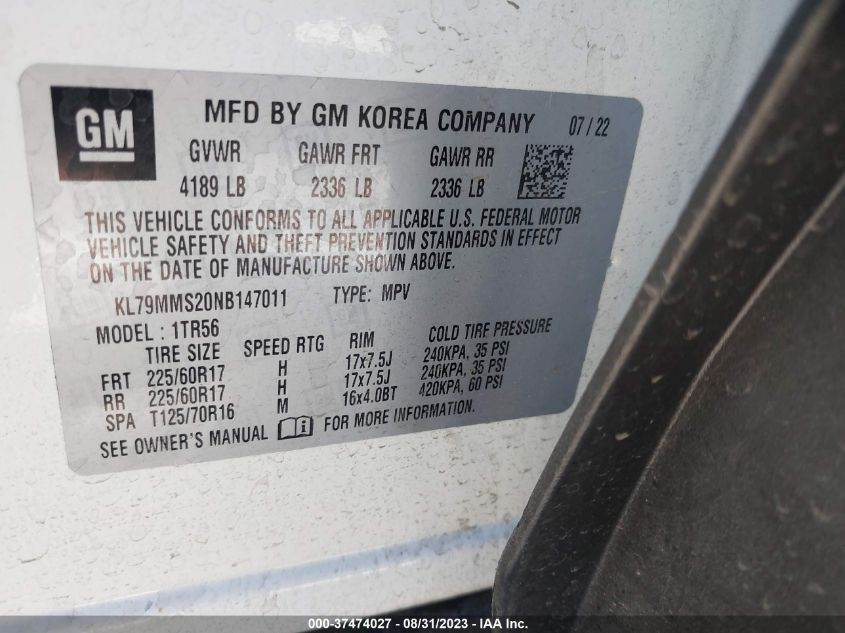 GM
MFD BY GM KOREA COMPANY 07 / 22
GVWR GAWR FRT GAWR RR
4189 LB 2336 LB 2336 LB
THIS VEHICLE CONFORMS TO ALL APPLICABLE U.S. FEDERAL MOTOR
VEHICLE SAFETY AND THEFT PREVENTION STANDARDS IN EFFECT
ON THE DATE OF MANUFACTURE SHOWN ABOVE.
KL79MMS20NB147011 TYPE: MPV
MODEL : 1TR56
TIRE SIZE SPEED RTG RIM COLD TIRE PRESSURE
FRT 225/60R17 H 17x7.5J 240KPA, 35 PSI
RR 225/60R17 H 17x7.5J 240KPA, 35 PSI
SPA T125/70R16 M 16x4.0BT 420KPA, 60 PSI
SEE OWNER'S MANUAL FOR MORE INFORMATION.
000-37474027 - 08/31/2023 - Copyright IAA, Inc.